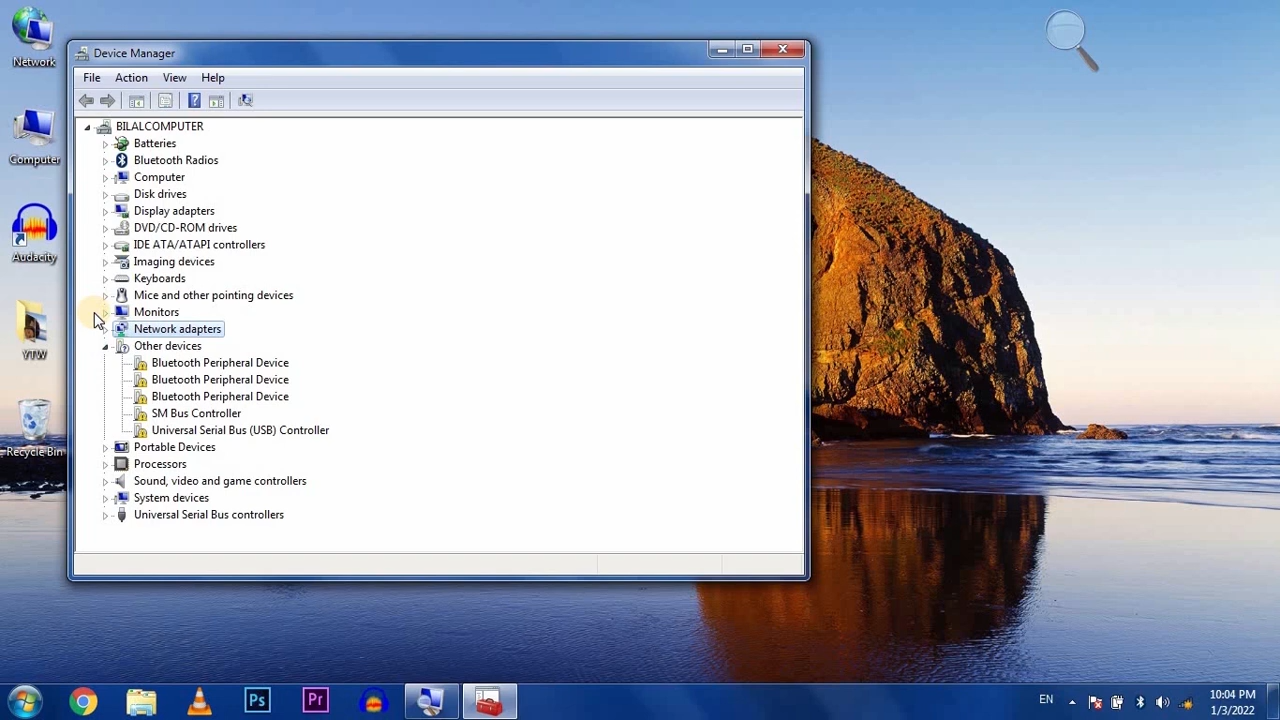 Network
Computer
Audacity
YTW
Recycle Bin
Device Manager
File Action View Help
BILALCOMPUTER
Batteries
Bluetooth Radios
Computer
Disk drives
Display adapters
DVD/CD-ROM drives
IDE ATA/ATAPI controllers
Imaging devices
Keyboards
Mice and other pointing devices
Monitors
Network adapters
Other devices
Bluetooth Peripheral Device
Bluetooth Peripheral Device
Bluetooth Peripheral Device
SM Bus Controller
Universal Serial Bus (USB) Controller
Portable Devices
Processors
Sound, video and game controllers
System devices
Universal Serial Bus controllers
Ps
Pr
EN
10:04 PM
1/3/2022